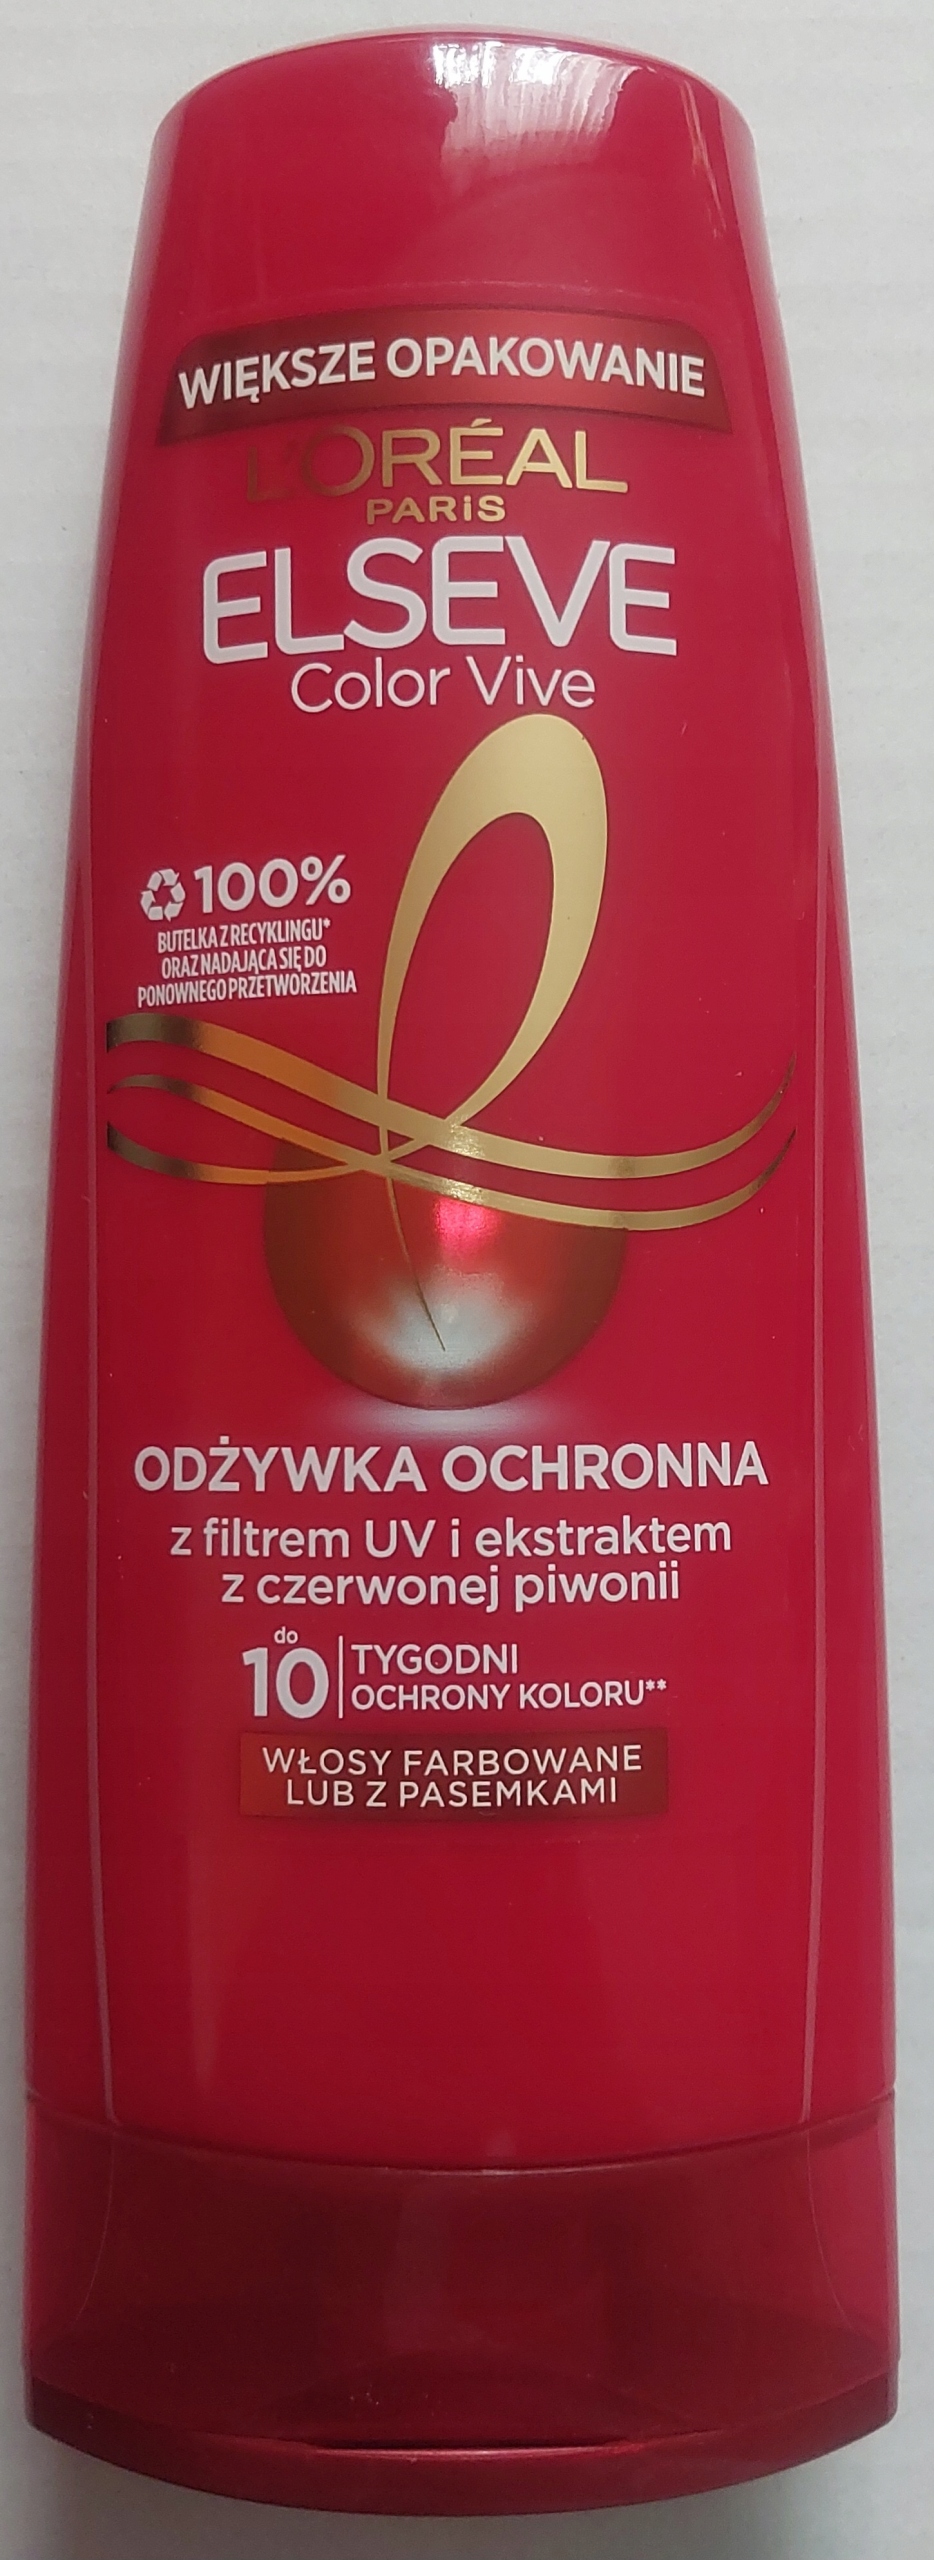 WIĘKSZE OPAKOWANIE
L'ORÉAL
PARiS
ELSEVE
Color Vive
100%
BUTELKA Z RECYKLINGU*
ORAZ NADAJĄCA SIĘ DO
PONOWNEGO PRZETWORZENIA
ODŻYWKA OCHRONNA
z filtrem UV i ekstraktem
z czerwonej piwonii
do
10 TYGODNI
OCHRONY KOLORU**
WŁOSY FARBOWANE
LUB Z PASEMKAMI